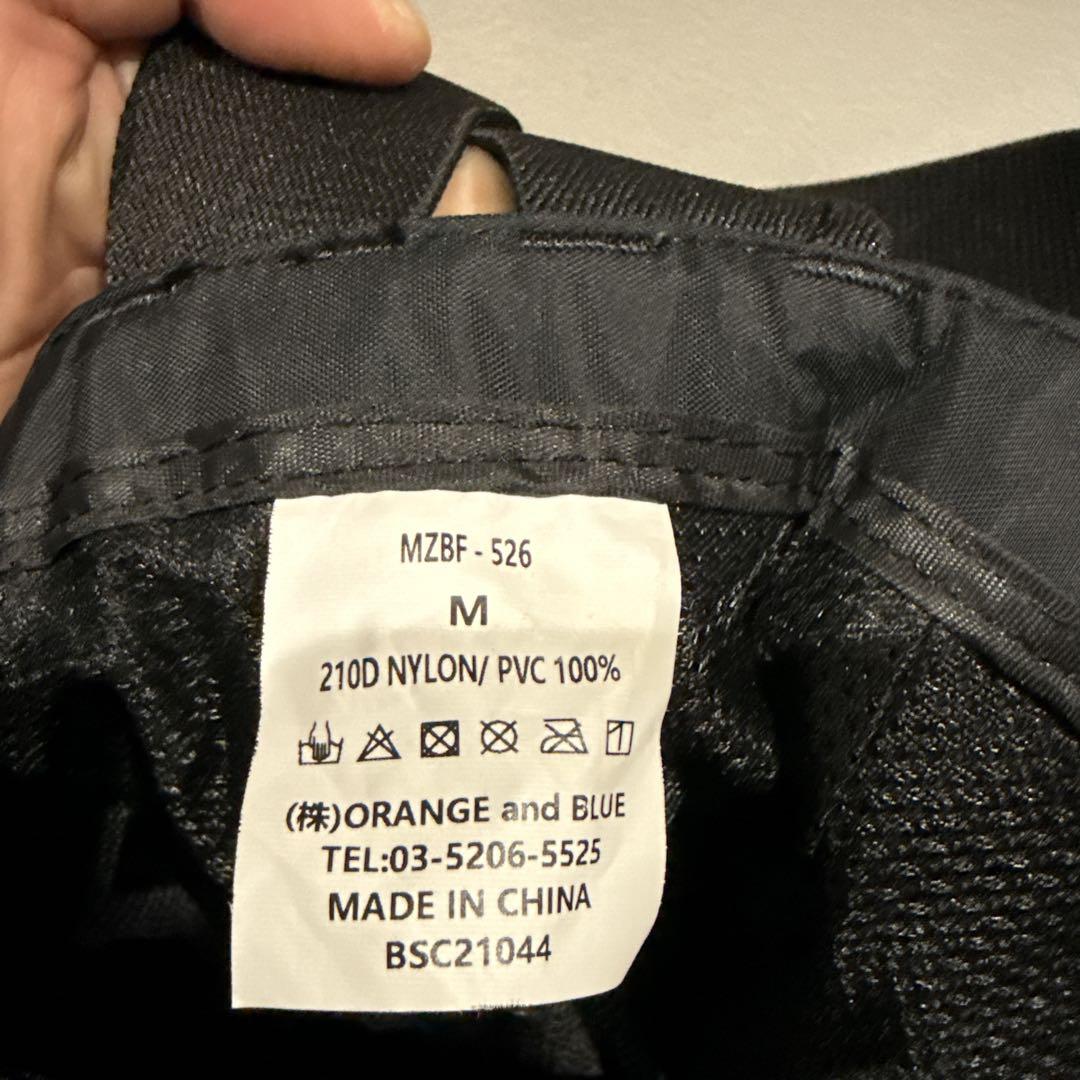 MZBF - 526
M
210D NYLON/ PVC 100%
(株)ORANGE and BLUE
TEL:03-5206-5525
MADE IN CHINA
BSC21044